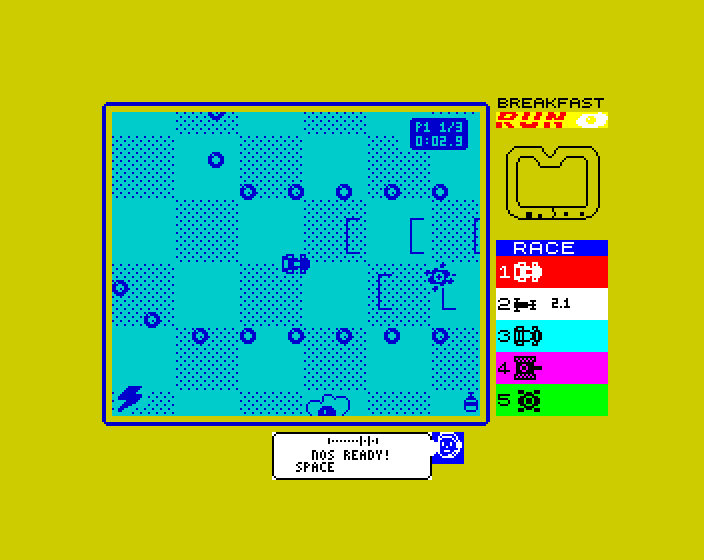 BREAKFAST
RUN
P1 1/3
0:02.9
RACE
1
2 2.1
3
4
5
NOS READY!
SPACE